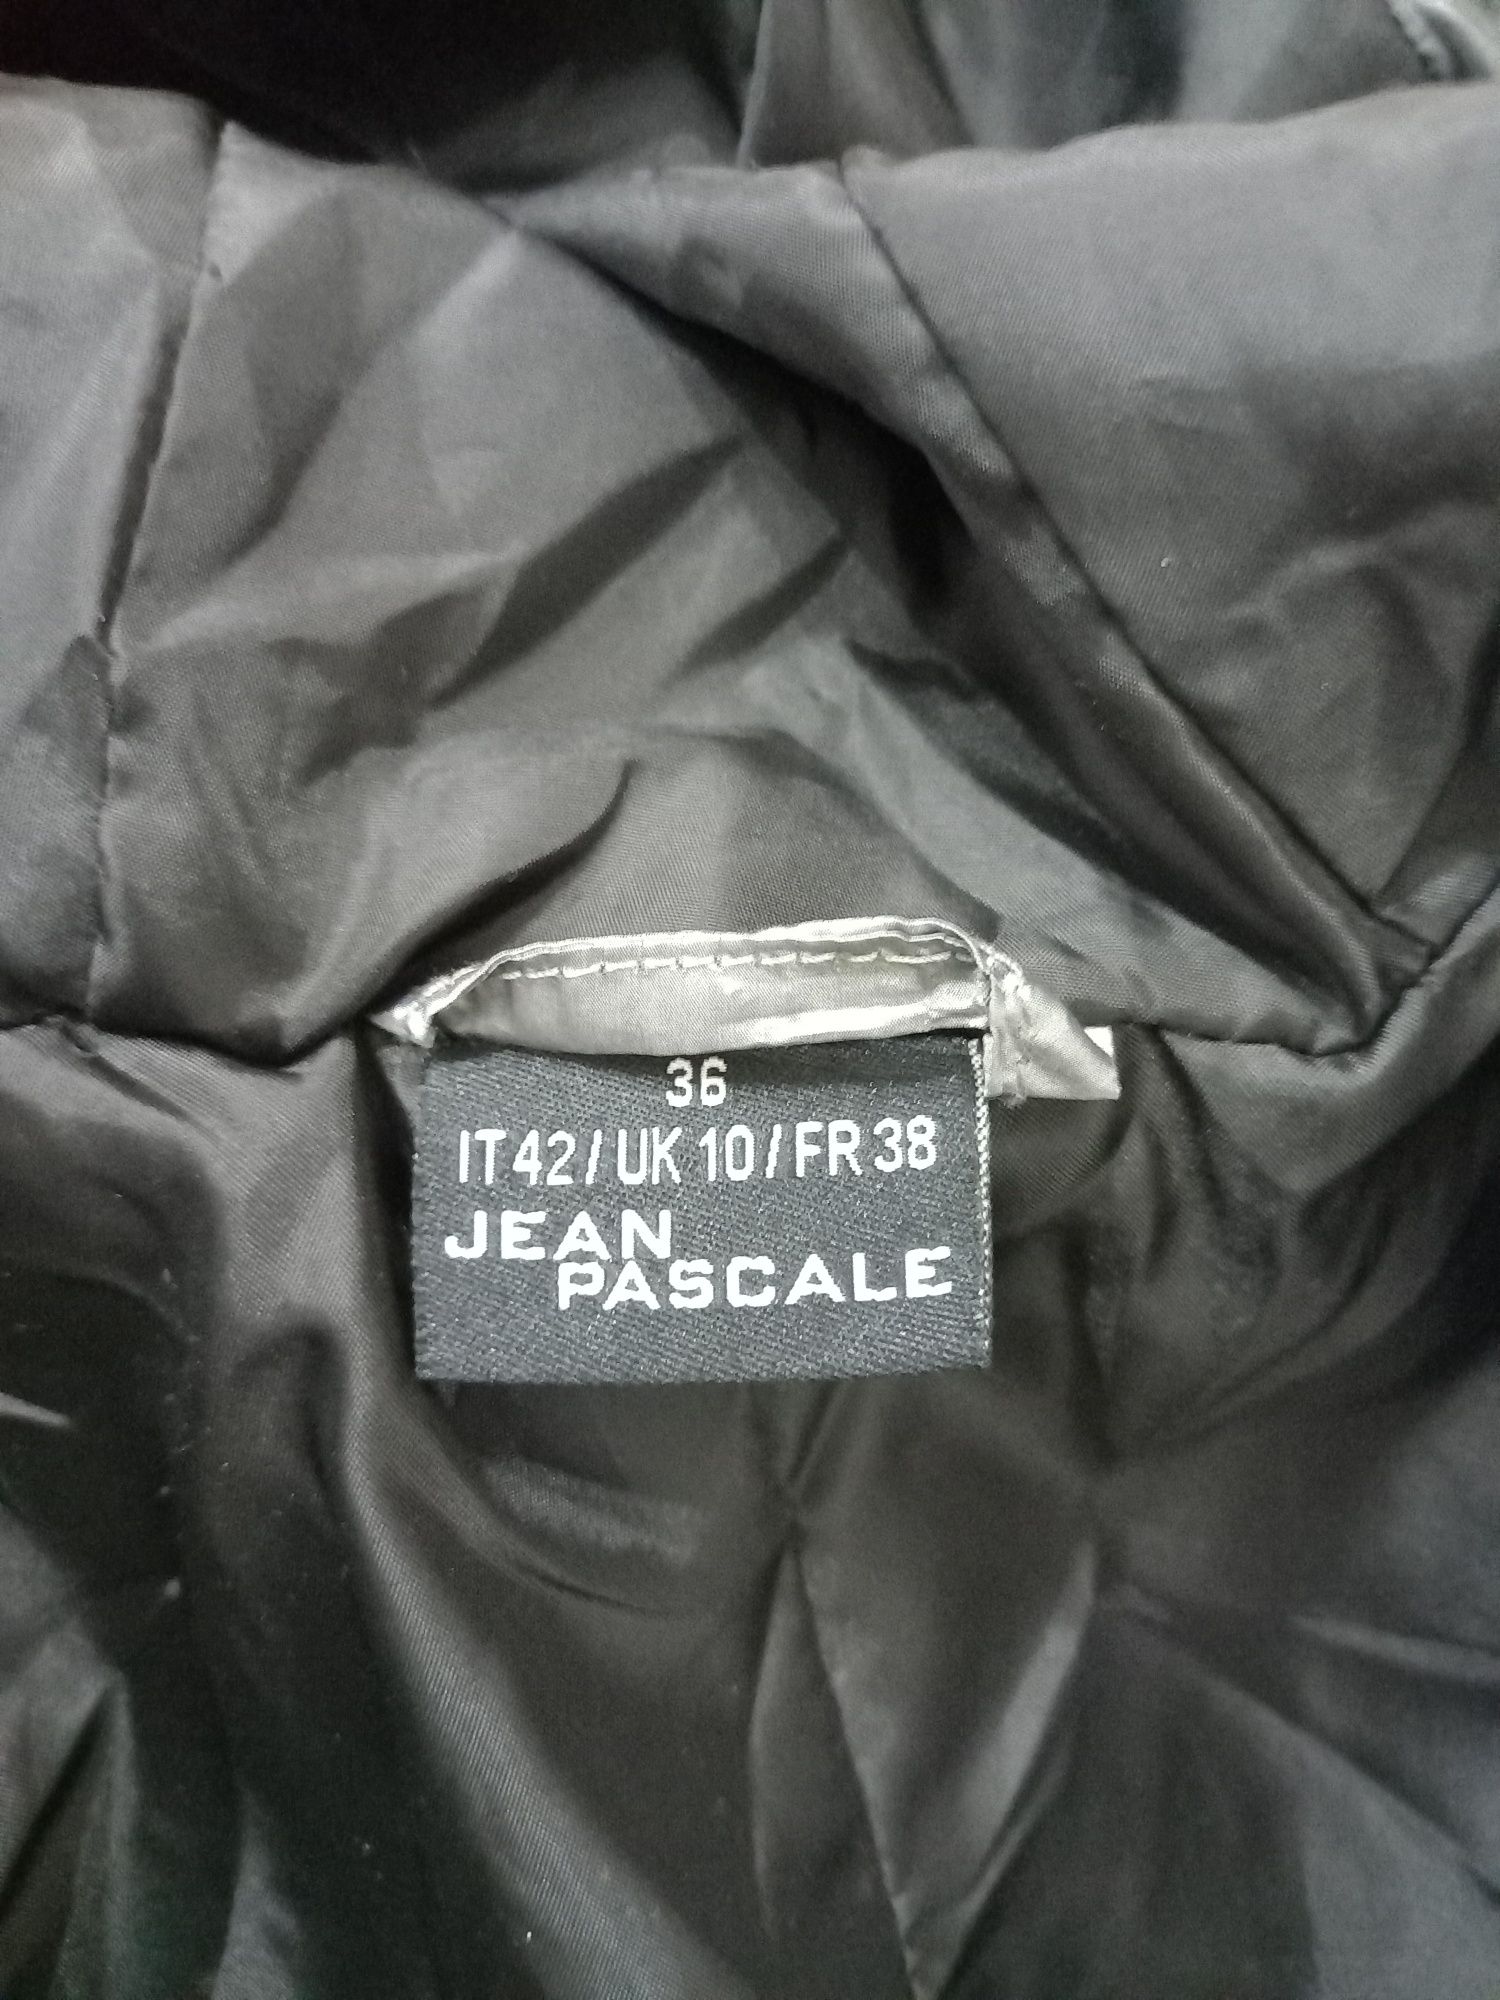 36
IT 42 / UK 10 / FR 38
JEAN
PASCALE